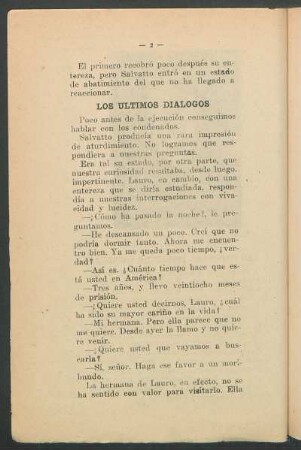 — 2 —
El primero recobró poco después su en-
tereza, pero Salvatto entró en un estado
de abatimiento del que no ha llegado a
reaccionar.
LOS ULTIMOS DIALOGOS
Poco antes de la ejecución conseguimos
hablar con los condenados.
Salvatto producía una rara impresión
de aturdimiento. No logramos que res-
pondiera a nuestras preguntas.
Era tal su estado, por otra parte, que
nuestra curiosidad resultaba, desde luego,
impertinente. Lauro, en cambio, con una
entereza que se diría estudiada, respon-
día a nuestras interrogaciones con viva-
cidad y lucidez.
—¿Cómo ha pasado la noche?, le pre-
guntamos.
—He descansado un poco. Creí que no
podría dormir tanto. Ahora me encuen-
tro bien. Ya me queda poco tiempo, ¿ver-
dad?
—Así es. ¿Cuánto tiempo hace que es-
tá usted en América?
—Tres años, y llevo veintiocho meses
de prisión.
—¿Quiere usted decirnos, Lauro, ¿cuál
ha sido su mayor cariño en la vida?
—Mi hermana. Pero ella parece que no
me quiere. Desde ayer la llamo y no quie-
re venir.
—¿Quiere usted que vayamos a bus-
carla?
—Sí, señor. Haga ese favor a un mori-
bundo.
La hermana de Lauro, en efecto, no se
ha sentido con valor para visitarlo. Ella